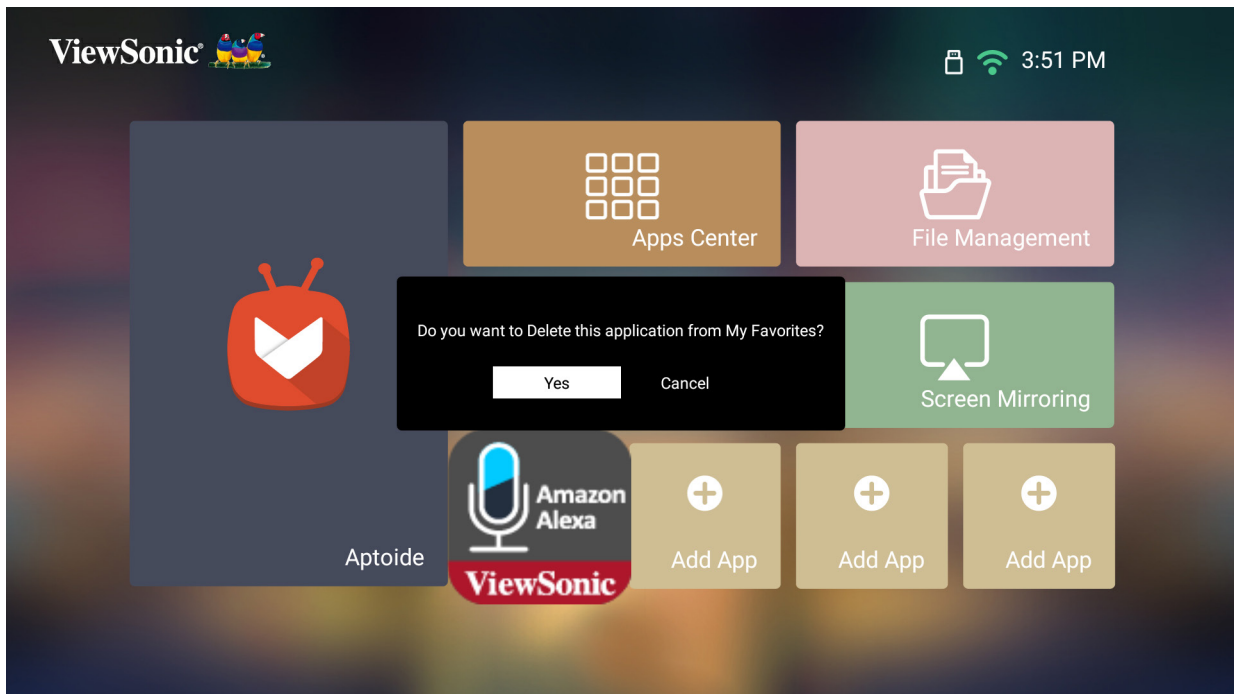 ViewSonic
3:51 PM
Apps Center
File Management
Do you want to Delete this application from My Favorites?
Yes
Cancel
Screen Mirroring
Aptoide
Amazon
Alexa
ViewSonic
Add App
Add App
Add App